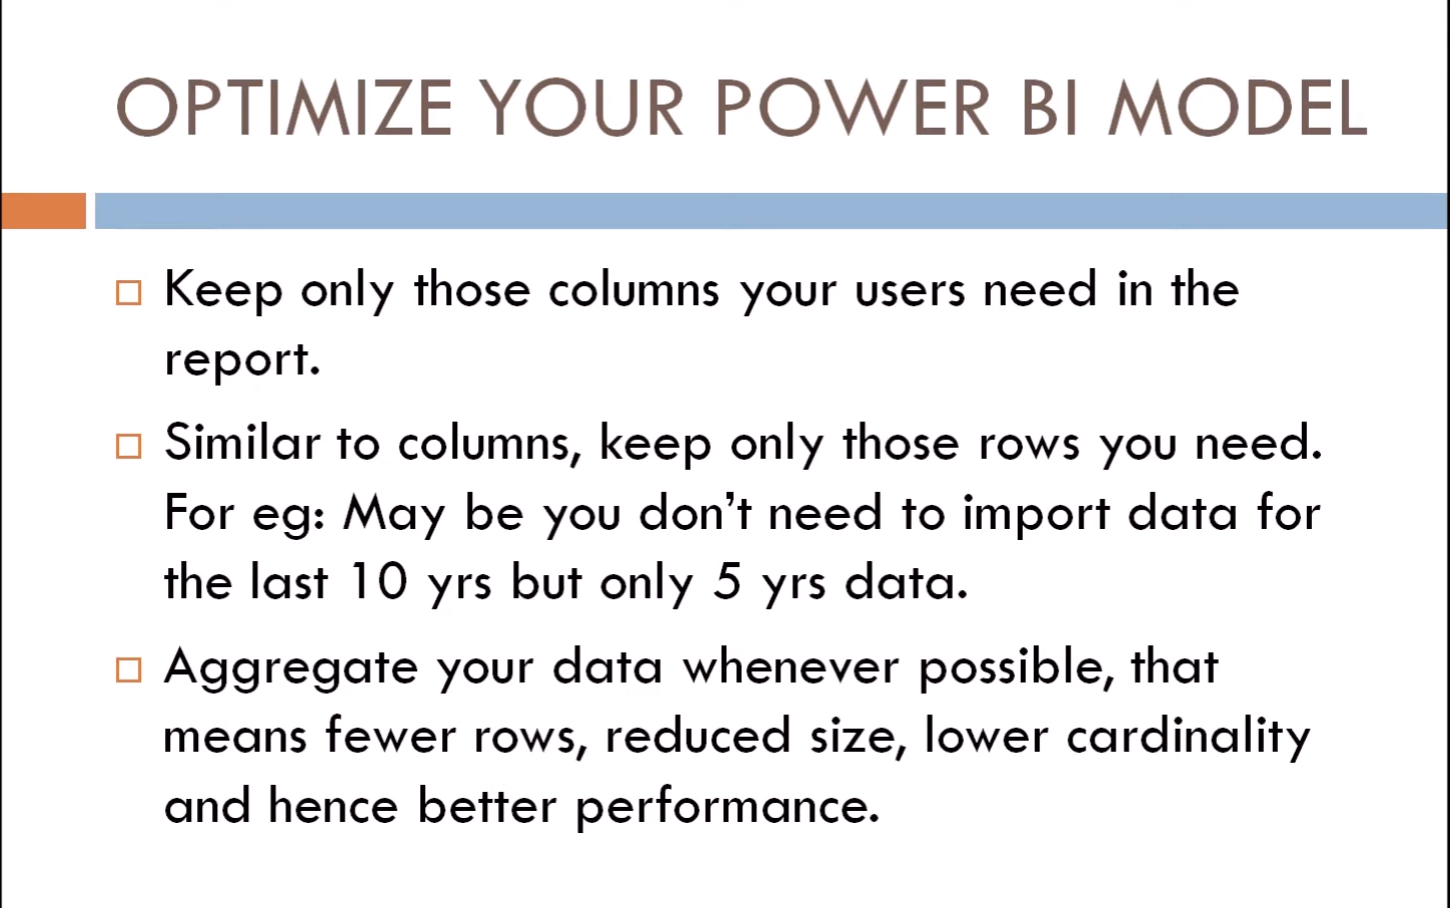 OPTIMIZE YOUR POWER BI MODEL
Keep only those columns your users need in the
report.
Similar to columns, keep only those rows you need.
For eg: May be you don’t need to import data for
the last 10 yrs but only 5 yrs data.
Aggregate your data whenever possible, that
means fewer rows, reduced size, lower cardinality
and hence better performance.